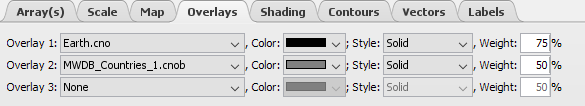 Array(s) Scale Map Overlays Shading Contours Vectors Labels
Overlay 1: Earth.cno , Color: ; Style: Solid , Weight: 75 %
Overlay 2: MWDB_Countries_1.cnob , Color: ; Style: Solid , Weight: 50 %
Overlay 3: None , Color: ; Style: Solid , Weight: 50 %